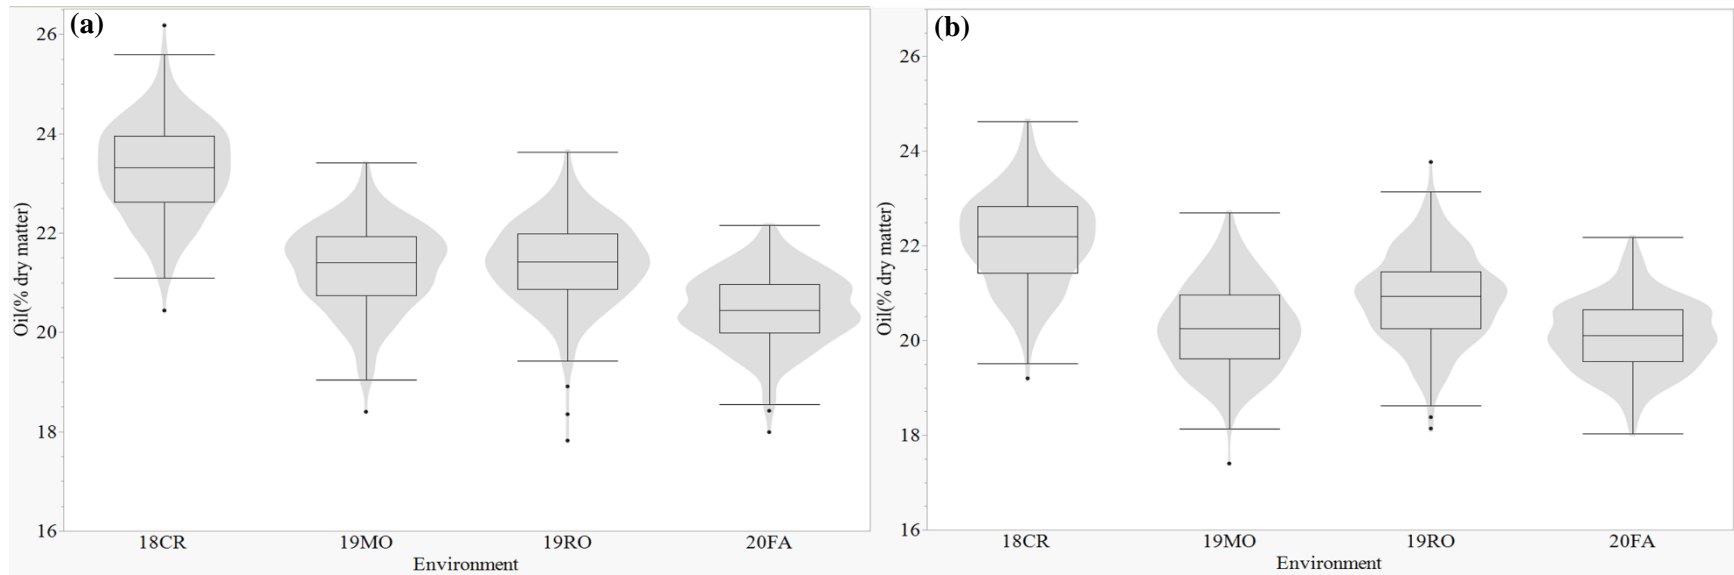 (a)
Oil(% dry matter)
26
24
22
20
18
16
18CR 19MO 19RO 20FA
Environment
(b)
Oil(% dry matter)
26
24
22
20
18
16
18CR 19MO 19RO 20FA
Environment